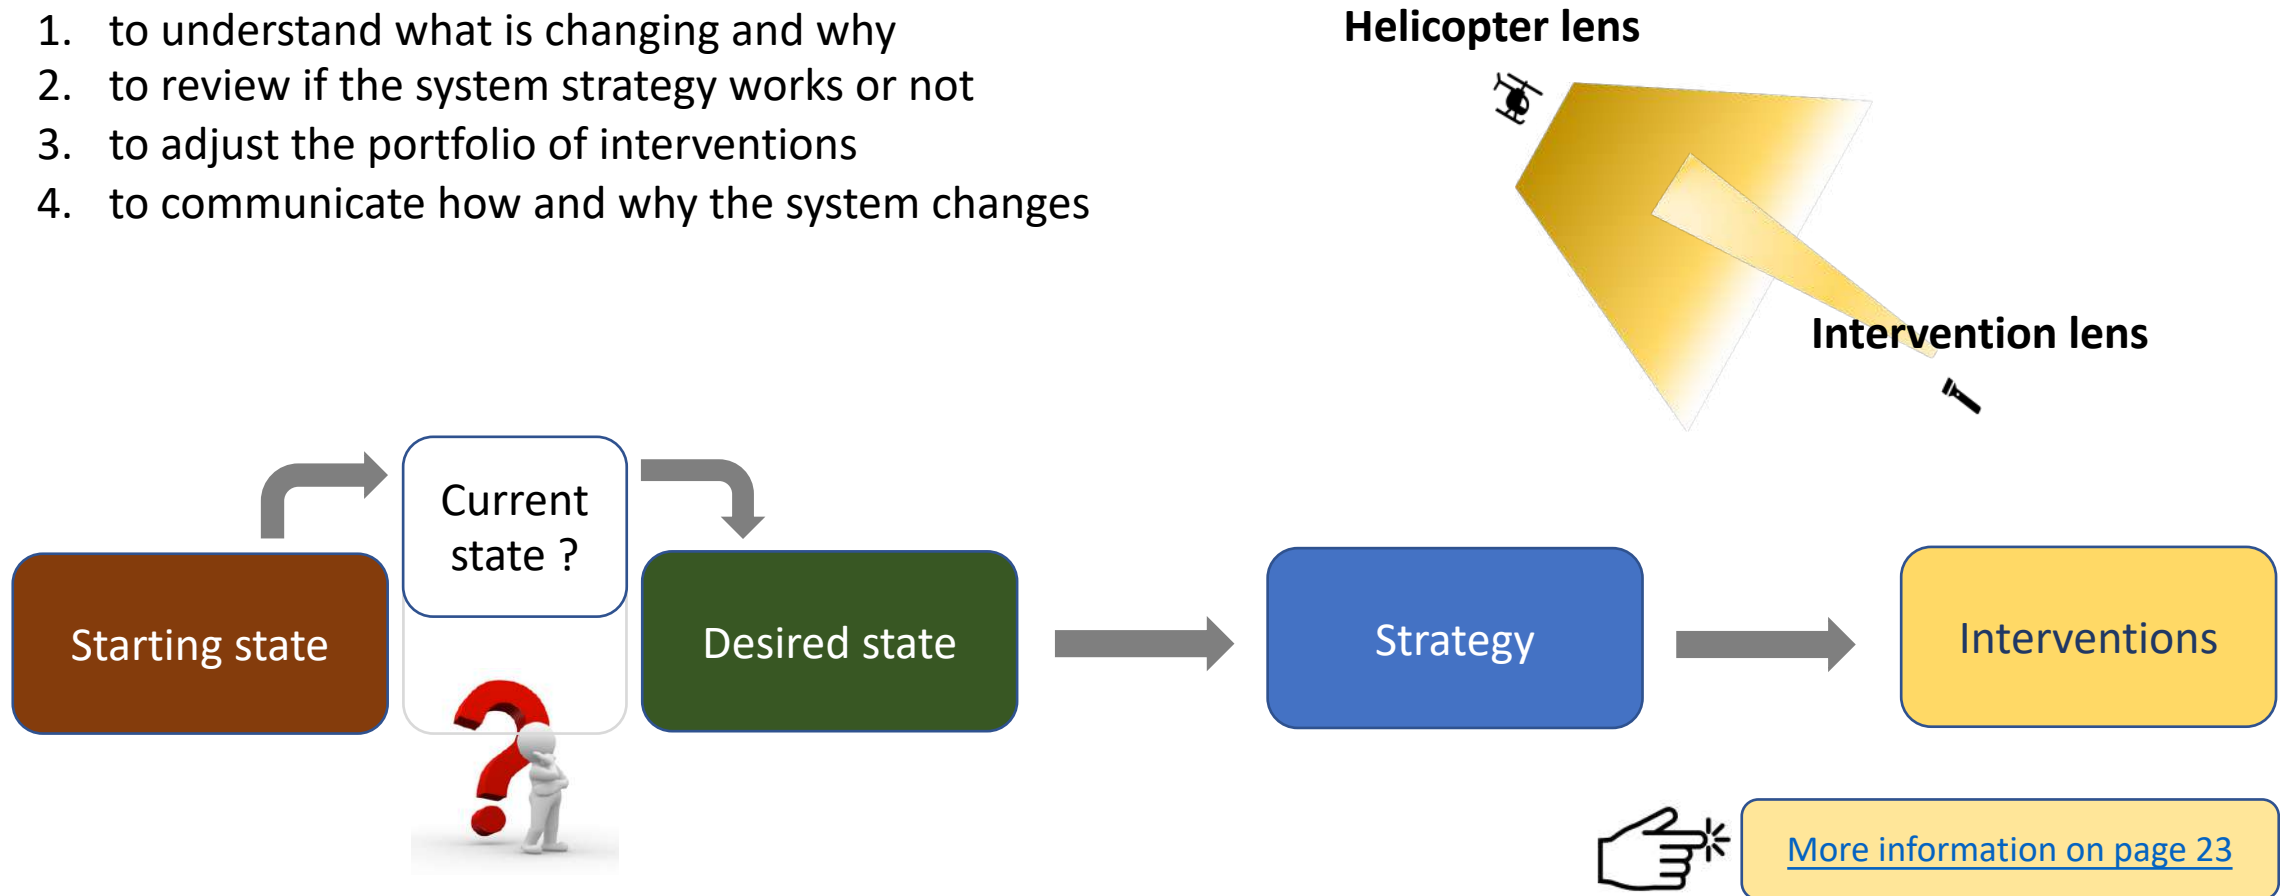 1. to understand what is changing and why
2. to review if the system strategy works or not
3. to adjust the portfolio of interventions
4. to communicate how and why the system changes
Helicopter lens
Intervention lens
Current
state ?
Starting state
Desired state
Strategy
Interventions
More information on page 23